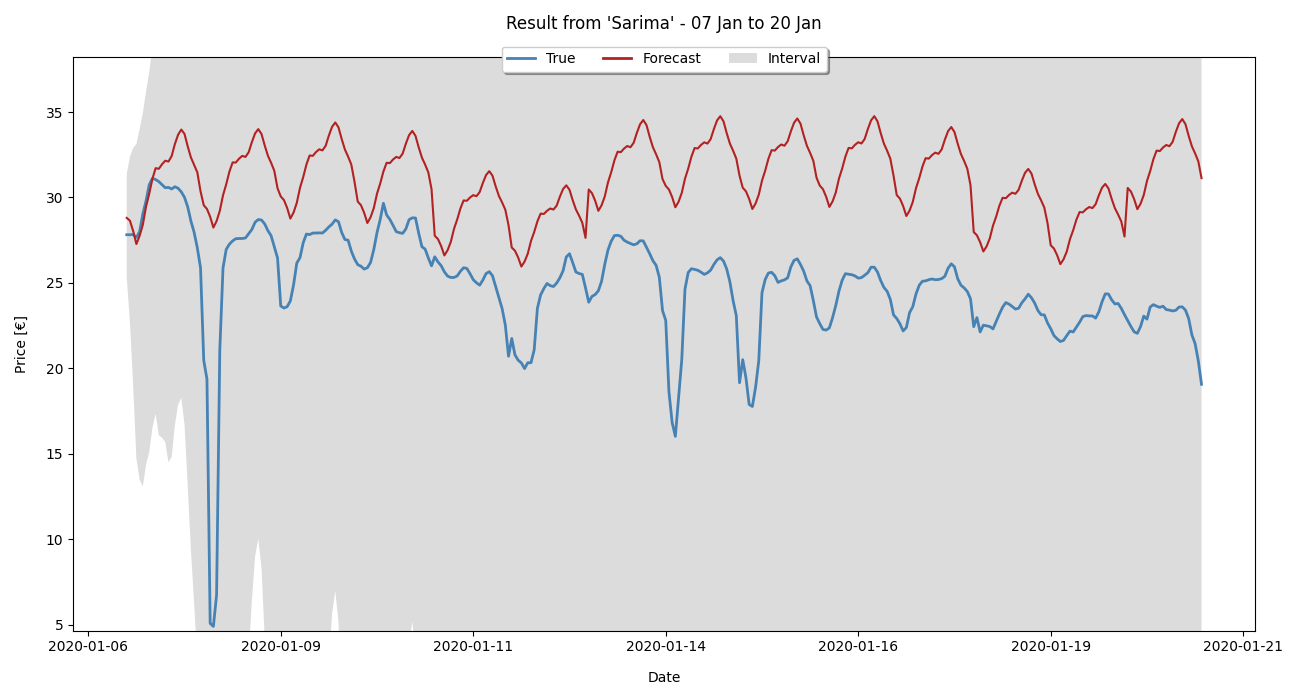 Result from 'Sarima' - 07 Jan to 20 Jan
True Forecast Interval
35
30
25
20
15
10
5
Price [€]
2020-01-06 2020-01-09 2020-01-11 2020-01-14 2020-01-16 2020-01-19 2020-01-21
Date